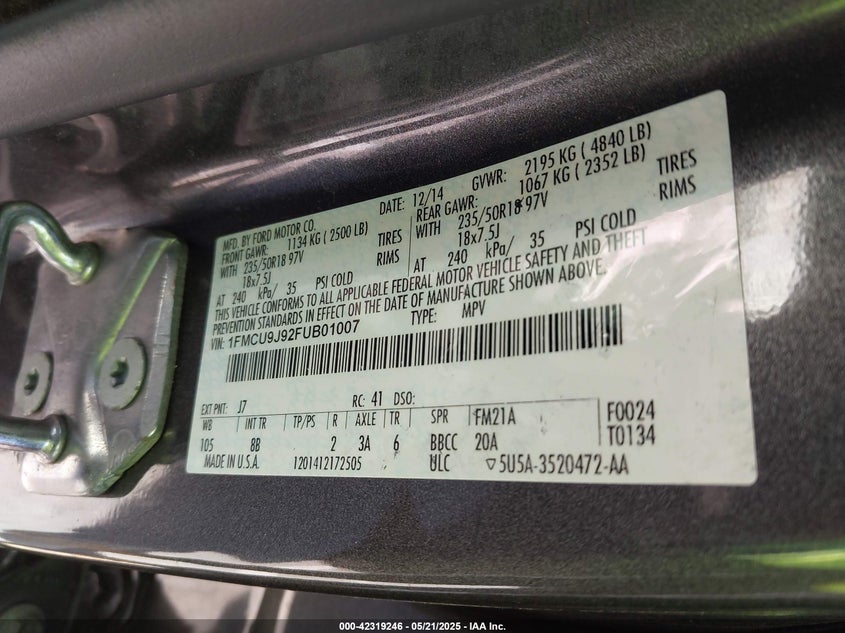 MFD. BY FORD MOTOR CO. DATE: 12/14 GVWR: 2195 KG ( 4840 LB)
FRONT GAWR: 1134 KG ( 2500 LB) REAR GAWR: 1067 KG ( 2352 LB)
WITH 235/50R18 97V TIRES WITH 235/50R18 97V TIRES
18x7.5J RIMS 18x7.5J RIMS
AT 240 kPa/ 35 PSI COLD AT 240 kPa/ 35 PSI COLD
THIS VEHICLE CONFORMS TO ALL APPLICABLE FEDERAL MOTOR VEHICLE SAFETY AND THEFT
PREVENTION STANDARDS IN EFFECT ON THE DATE OF MANUFACTURE SHOWN ABOVE.
VIN: 1FMCU9J92FUB01007 TYPE: MPV
EXT PNT: J7 RC: 41 DSO: FM21A F0024
WB INT TR TP/PS R AXLE TR SPR T0134
105 8B 2 3A 6 BBCC 20A
MADE IN U.S.A. 1201412172505 ULC ▽5U5A-3520472-AA
000-42319246 - 05/21/2025 - IAA Inc.